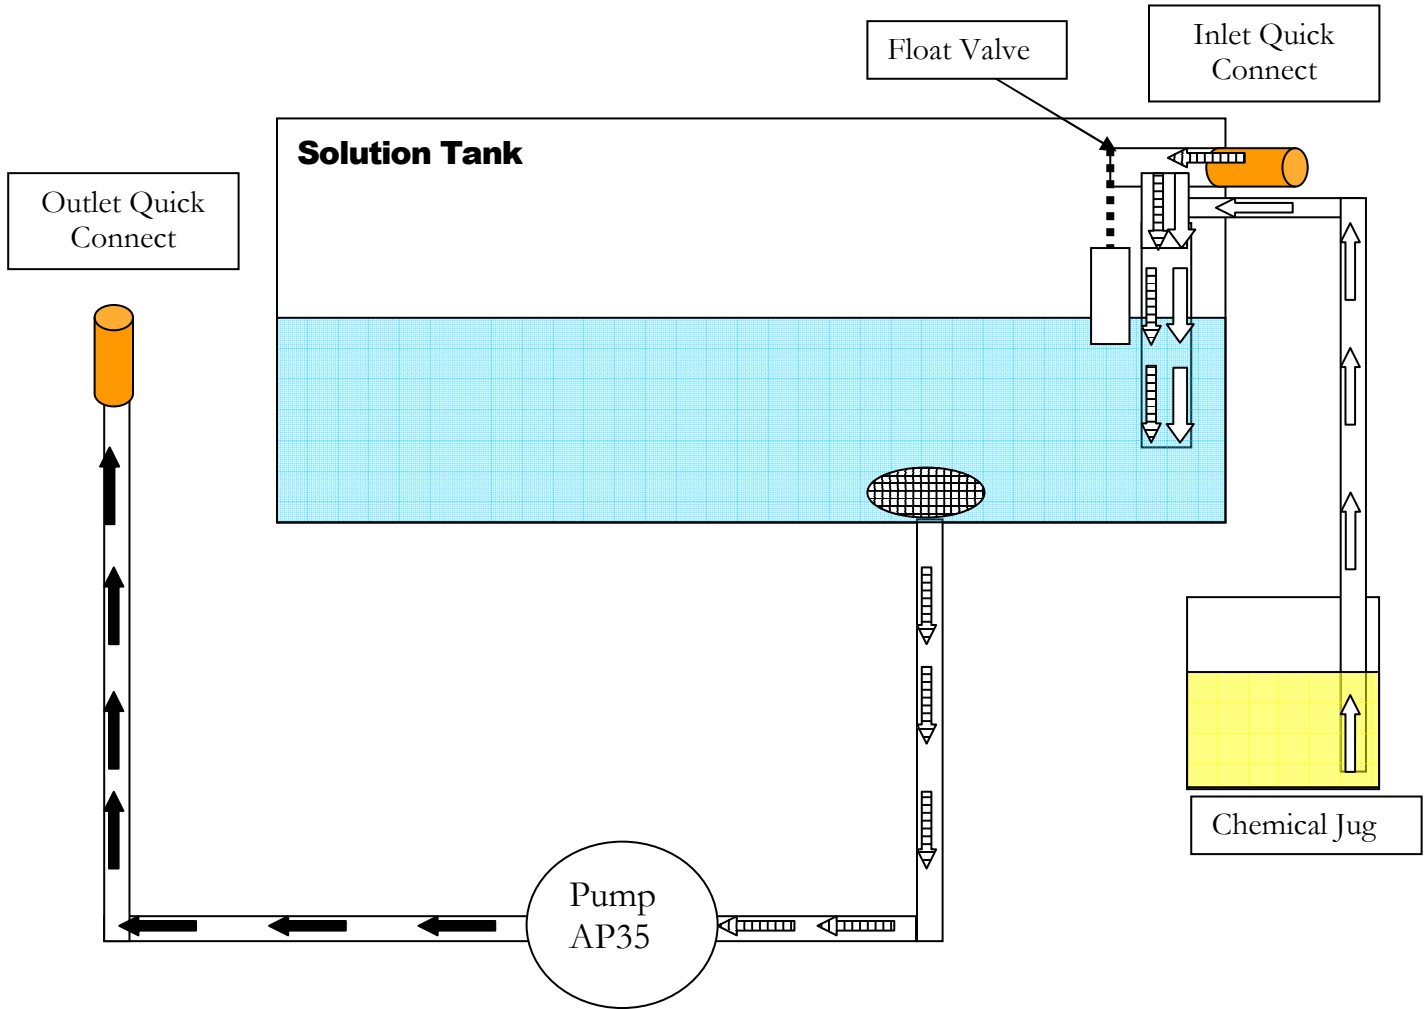 Float Valve
Inlet Quick
Connect
Solution Tank
Outlet Quick
Connect
Chemical Jug
Pump
AP35